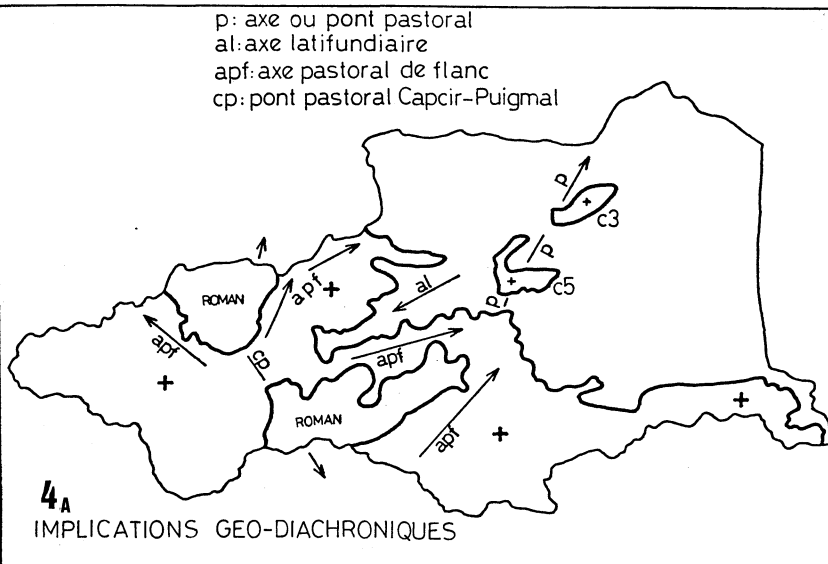 p: axe ou pont pastoral
al: axe latifundiaire
apf: axe pastoral de flanc
cp: pont pastoral Capcir-Puigmal
p
c3
p
apf
ROMAN
al
c5
p
apf
cp
apf
ROMAN
apf
4A
IMPLICATIONS GEO-DIACHRONIQUES